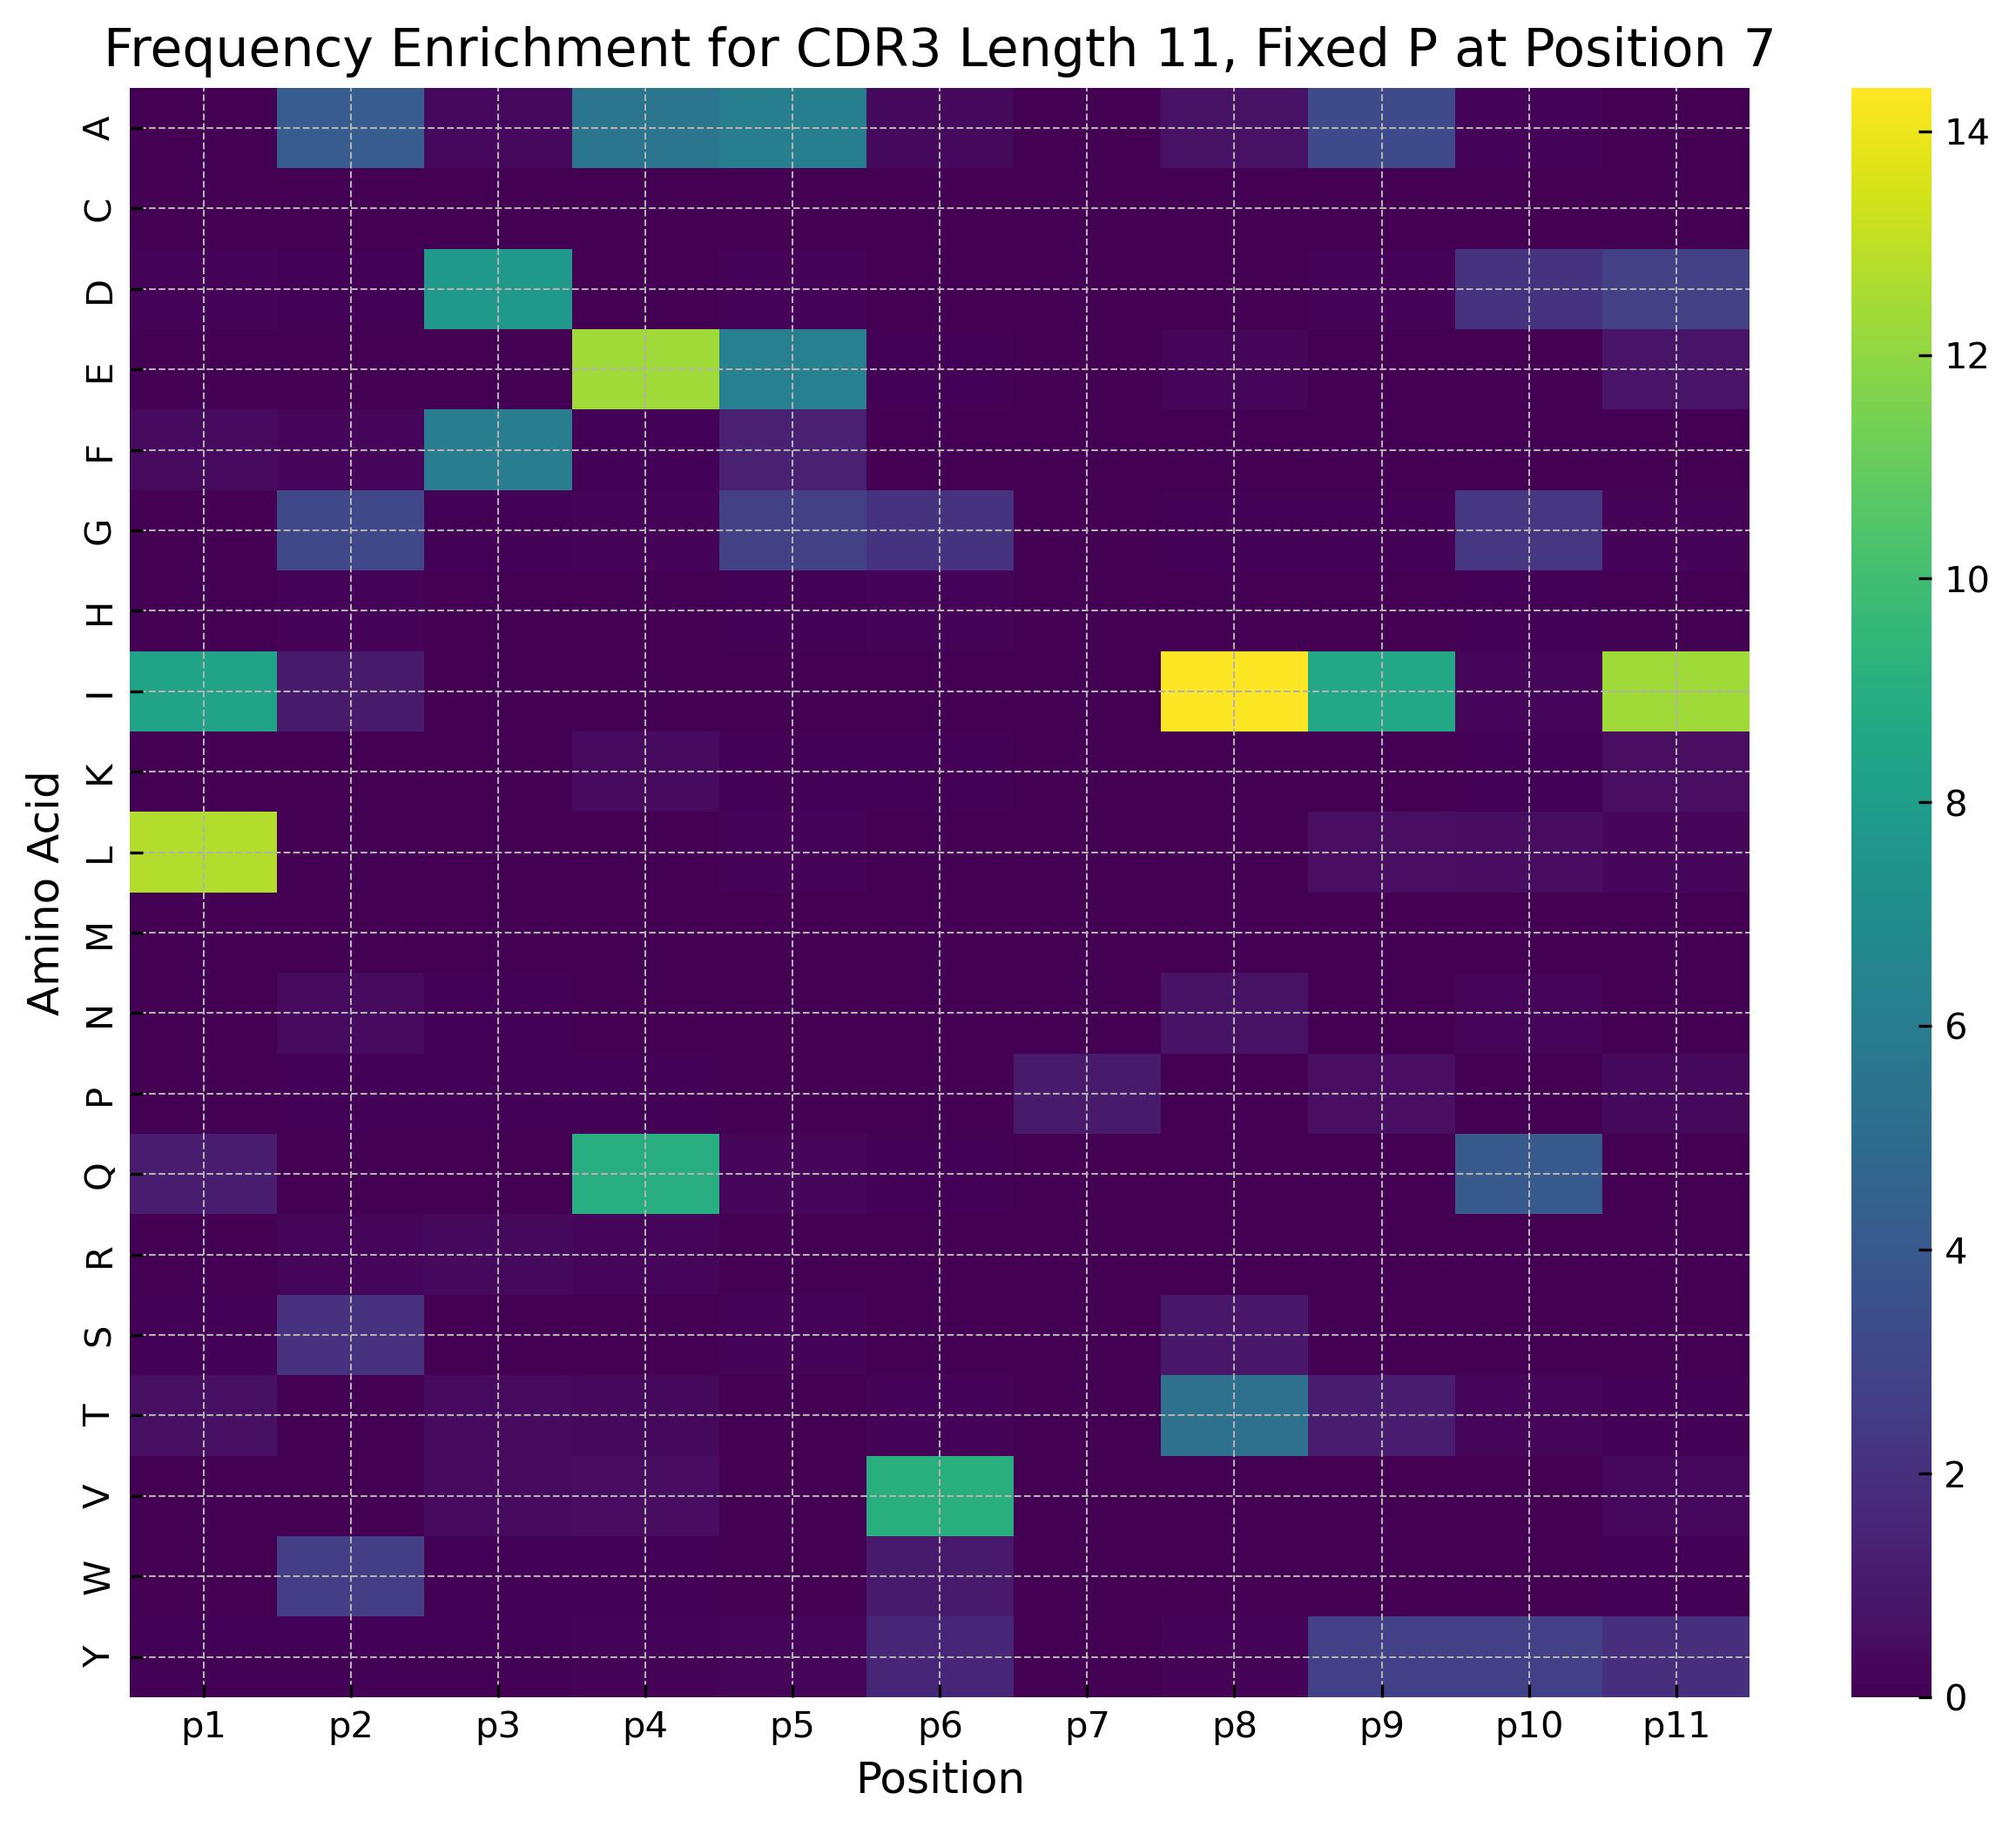 Frequency Enrichment for CDR3 Length 11, Fixed P at Position 7
Amino Acid
A
C
D
E
F
G
H
I
K
L
M
N
P
Q
R
S
T
V
W
Y
p1 p2 p3 p4 p5 p6 p7 p8 p9 p10 p11
Position
14
12
10
8
6
4
2
0